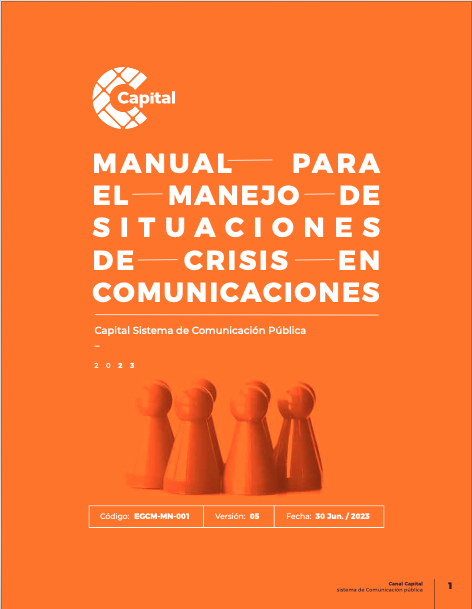 Capital
MANUAL PARA
EL MANEJO DE
SITUACIONES
DE CRISIS EN
COMUNICACIONES
Capital Sistema de Comunicación Pública
–
2023
Código: EGCM-MN-001 Versión: 05 Fecha: 30 Jun. / 2023
Canal Capital
sistema de Comunicación pública
1